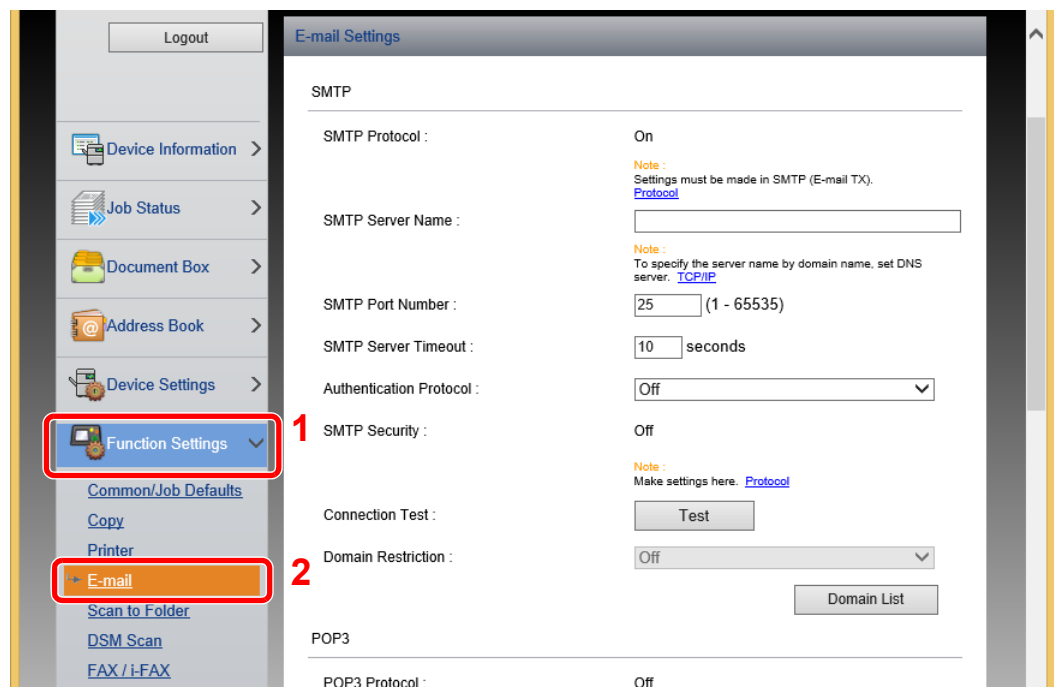 Logout
E-mail Settings
SMTP
SMTP Protocol : On
Note :
Settings must be made in SMTP (E-mail TX).
Protocol
SMTP Server Name :
Note :
To specify the server name by domain name, set DNS
server. TCP/IP
SMTP Port Number : 25 (1 - 65535)
SMTP Server Timeout : 10 seconds
Authentication Protocol : Off
SMTP Security : Off
Note :
Make settings here. Protocol
Connection Test : Test
Domain Restriction : Off
Domain List
POP3
POP3 Protocol : Off
Device Information
Job Status
Document Box
Address Book
Device Settings
Function Settings
1
Common/Job Defaults
Copy
Printer
E-mail
2
Scan to Folder
DSM Scan
FAX / i-FAX